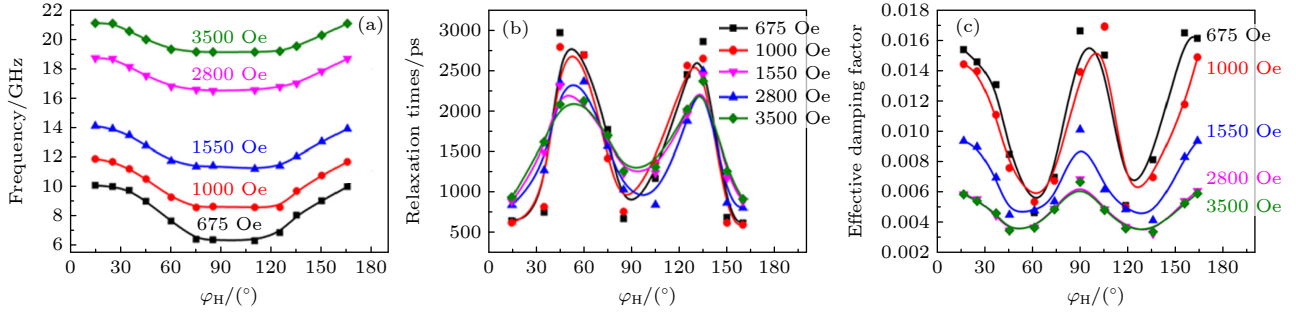 (a)
22
20
18
16
14
12
10
8
6
Frequency/GHz
3500 Oe
2800 Oe
1550 Oe
1000 Oe
675 Oe
0 30 60 90 120 150 180
φH/(°)
(b)
3000
2500
2000
1500
1000
500
Relaxation times/ps
675 Oe
1000 Oe
1550 Oe
2800 Oe
3500 Oe
0 30 60 90 120 150 180
φH/(°)
(c)
0.018
0.016
0.014
0.012
0.010
0.008
0.006
0.004
0.002
Effective damping factor
675 Oe
1000 Oe
1550 Oe
2800 Oe
3500 Oe
0 30 60 90 120 150 180
φH/(°)